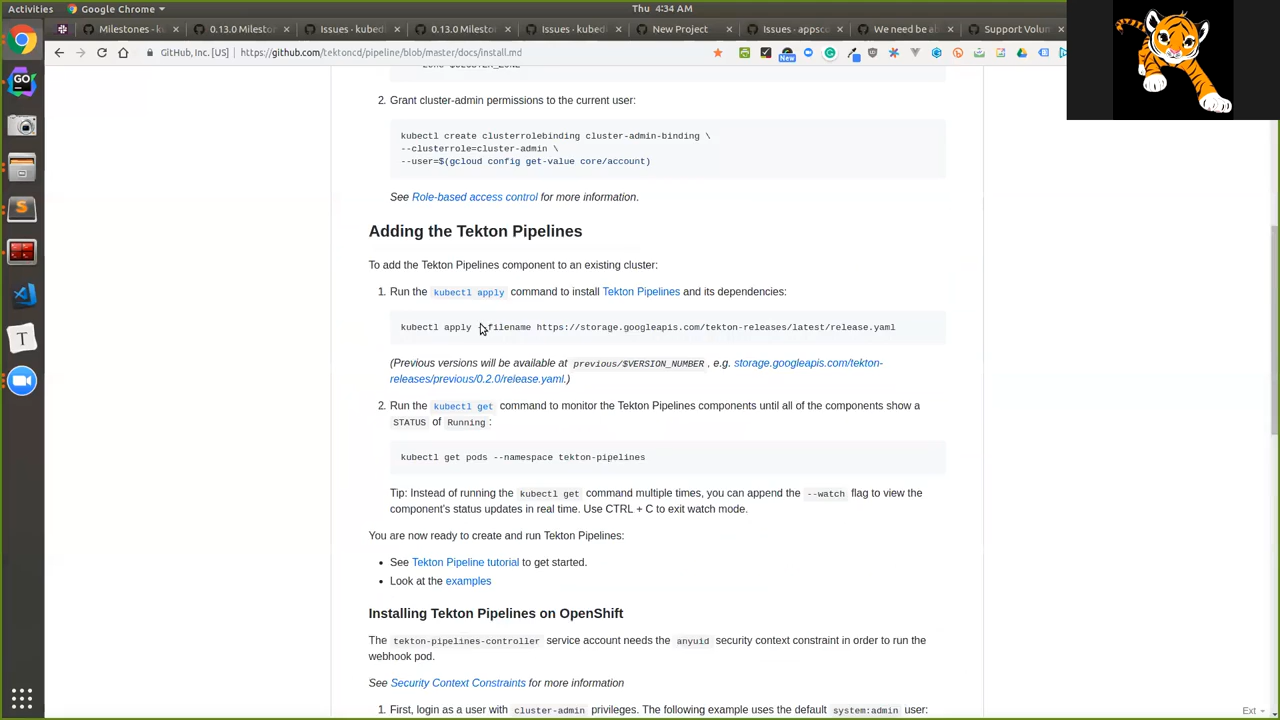 Activities
Google Chrome
Thu 4:34 AM
Milestones - k
0.13.0 Milest
Issues - kubed
0.13.0 Milest
Issues · kubed
New Project
Issues · appsc
We need be al
Support Volu
GitHub, Inc. [US]
https://github.com/tektoncd/pipeline/blob/master/docs/install.md
New
2. Grant cluster-admin permissions to the current user:
kubectl create clusterrolebinding cluster-admin-binding \
--clusterrole=cluster-admin \
--user=$(gcloud config get-value core/account)
See Role-based access control for more information.
Adding the Tekton Pipelines
To add the Tekton Pipelines component to an existing cluster:
1. Run the kubectl apply command to install Tekton Pipelines and its dependencies:
kubectl apply --filename https://storage.googleapis.com/tekton-releases/latest/release.yaml
(Previous versions will be available at previous/$VERSION_NUMBER , e.g. storage.googleapis.com/tekton-
releases/previous/0.2.0/release.yaml.)
2. Run the kubectl get command to monitor the Tekton Pipelines components until all of the components show a
STATUS of Running :
kubectl get pods --namespace tekton-pipelines
Tip: Instead of running the kubectl get command multiple times, you can append the --watch flag to view the
component's status updates in real time. Use CTRL + C to exit watch mode.
You are now ready to create and run Tekton Pipelines:
• See Tekton Pipeline tutorial to get started.
• Look at the examples
Installing Tekton Pipelines on OpenShift
The tekton-pipelines-controller service account needs the anyuid security context constraint in order to run the
webhook pod.
See Security Context Constraints for more information
1. First, login as a user with cluster-admin privileges. The following example uses the default system:admin user:
Ext